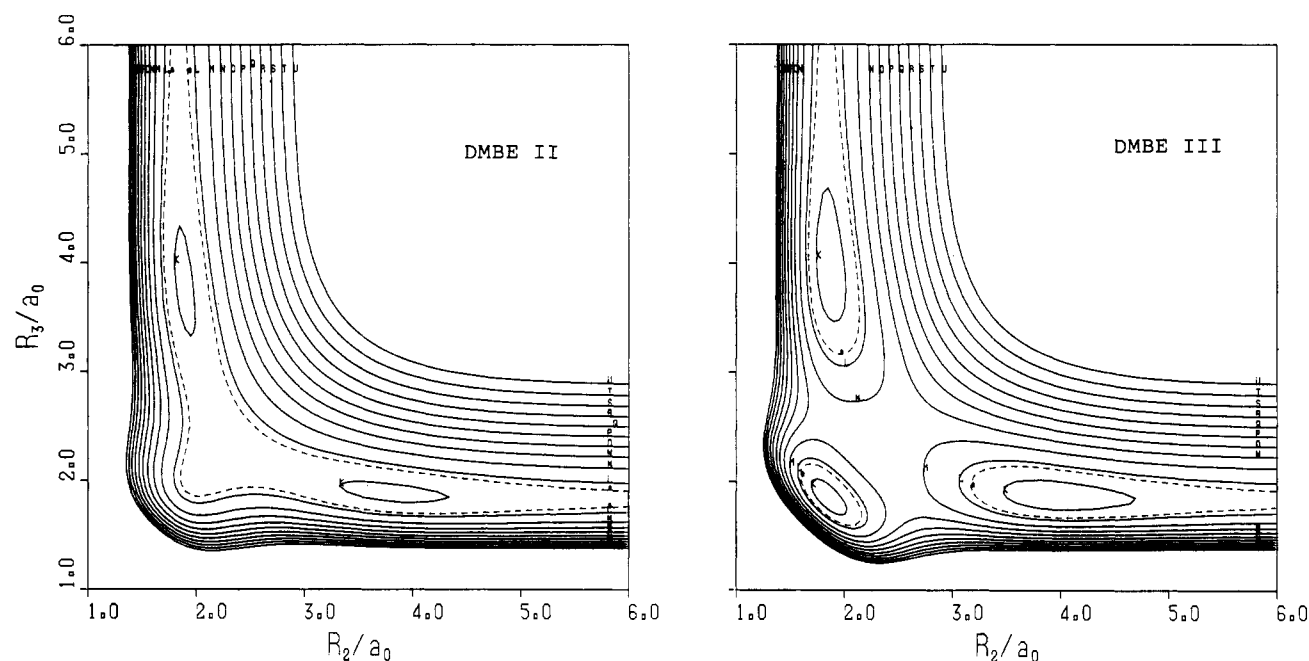 6.0
5.0
4.0
3.0
2.0
1.0
R₃/a₀
M N O P Q R S T U
DMBE II
K
K
U
T
S
R
Q
P
O
N
M
1.0 2.0 3.0 4.0 5.0 6.0
R₂/a₀
N O P Q R S T U
DMBE III
K
M
M
M
U
T
S
R
Q
P
O
N
1.0 2.0 3.0 4.0 5.0 6.0
R₂/a₀